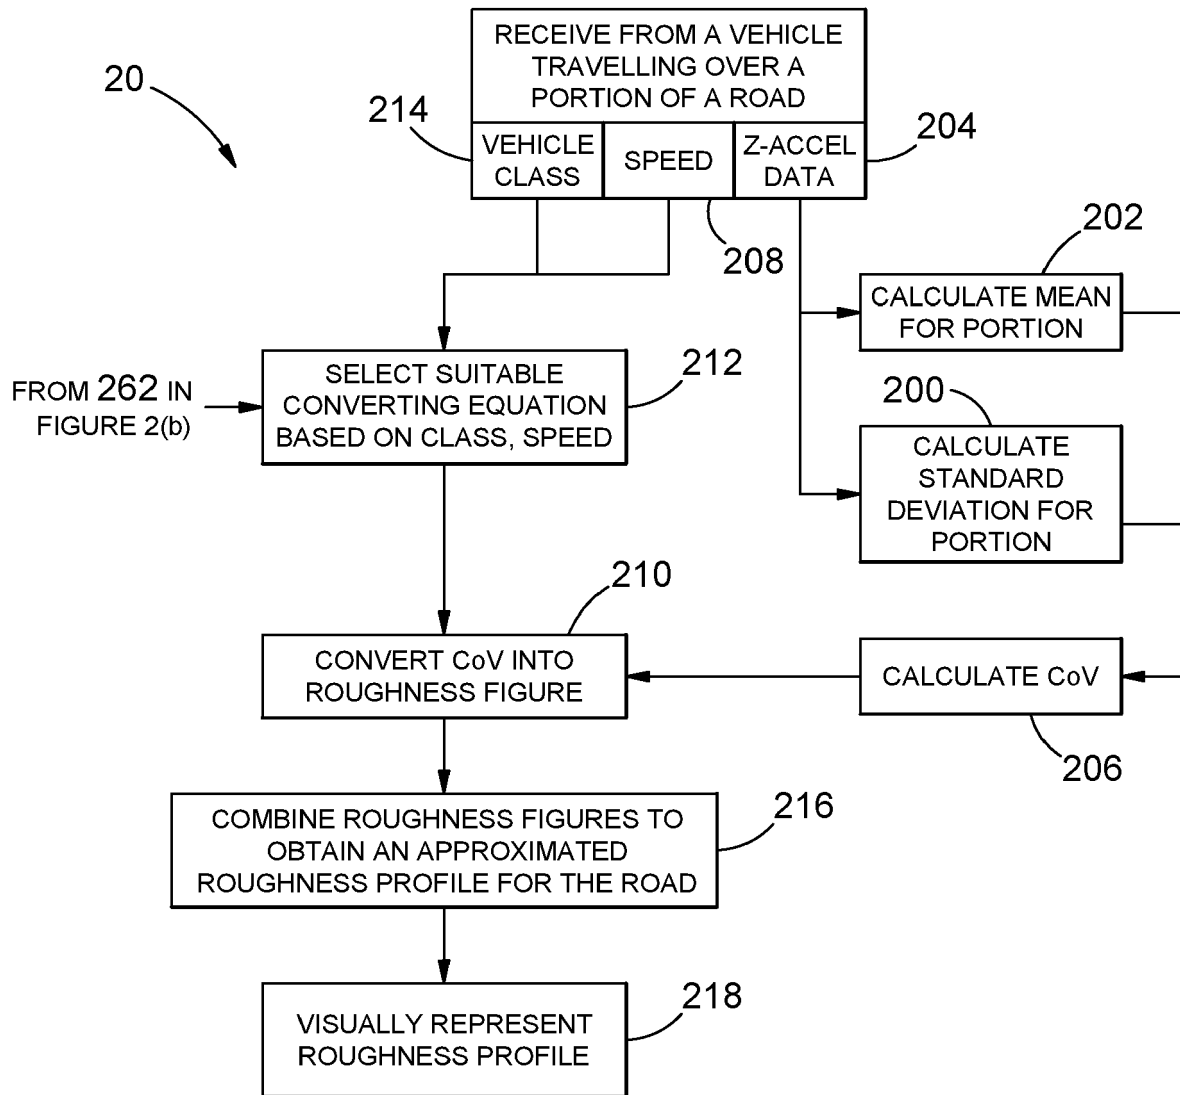 RECEIVE FROM A VEHICLE
TRAVELLING OVER A
PORTION OF A ROAD
20
214
VEHICLE
CLASS
SPEED
Z-ACCEL
DATA
204
208
202
CALCULATE MEAN
FOR PORTION
FROM 262 IN
FIGURE 2(b)
SELECT SUITABLE
CONVERTING EQUATION
BASED ON CLASS, SPEED
212
200
CALCULATE
STANDARD
DEVIATION FOR
PORTION
210
CONVERT CoV INTO
ROUGHNESS FIGURE
CALCULATE CoV
206
COMBINE ROUGHNESS FIGURES TO
OBTAIN AN APPROXIMATED
ROUGHNESS PROFILE FOR THE ROAD
216
VISUALLY REPRESENT
ROUGHNESS PROFILE
218